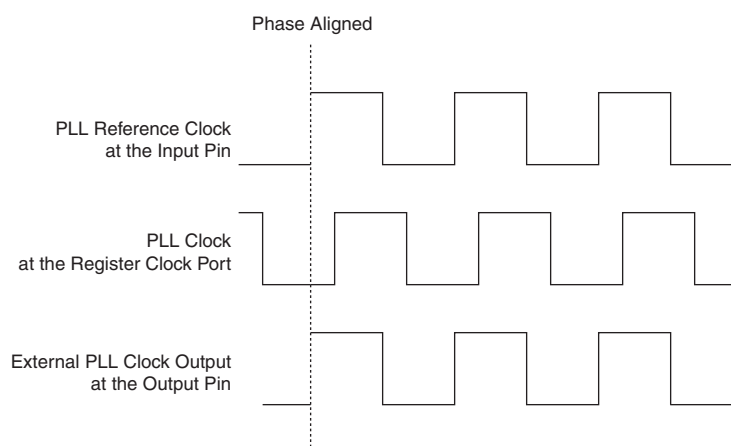 Phase Aligned
PLL Reference Clock
at the Input Pin
PLL Clock
at the Register Clock Port
External PLL Clock Output
at the Output Pin